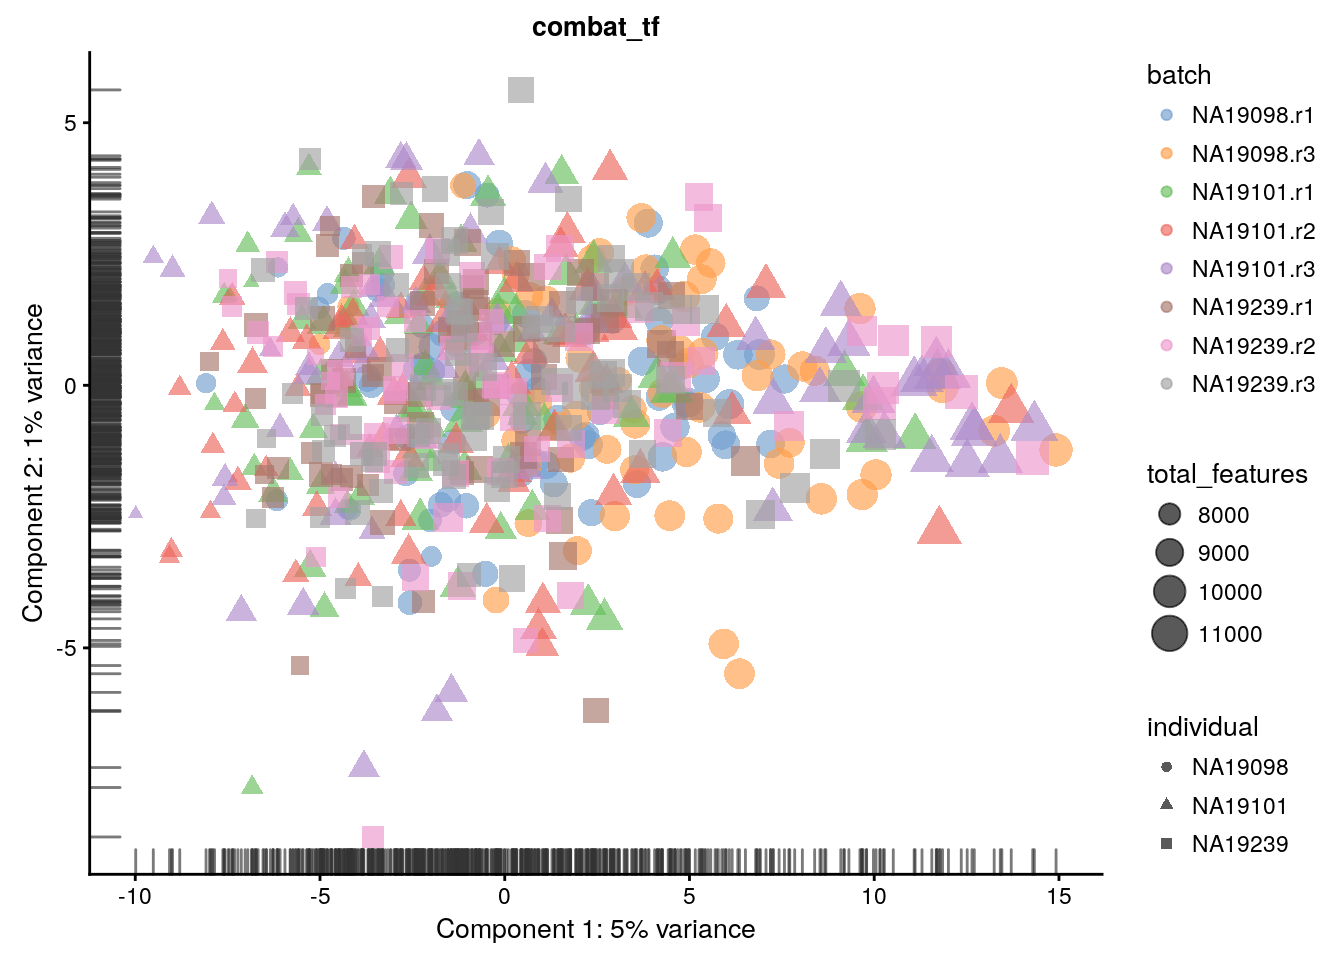 combat_tf
5
0
-5
Component 2: 1% variance
-10
-5
0
5
10
15
Component 1: 5% variance
batch
NA19098.r1
NA19098.r3
NA19101.r1
NA19101.r2
NA19101.r3
NA19239.r1
NA19239.r2
NA19239.r3
total_features
8000
9000
10000
11000
individual
NA19098
NA19101
NA19239